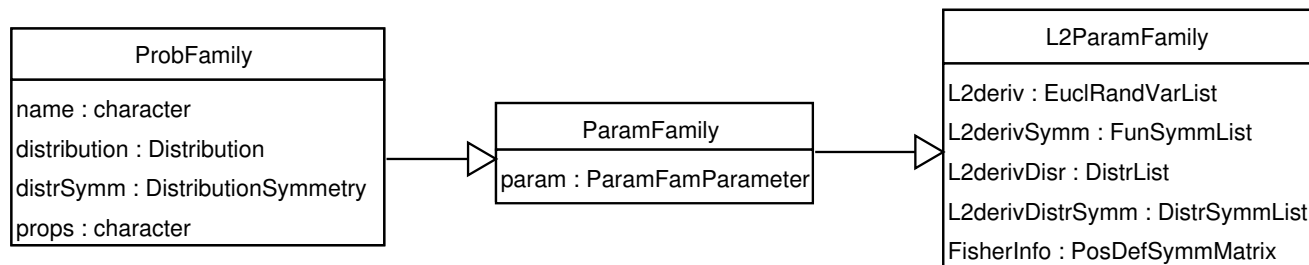 ProbFamily
name : character
distribution : Distribution
distrSymm : DistributionSymmetry
props : character
ParamFamily
param : ParamFamParameter
L2ParamFamily
L2deriv : EuclRandVarList
L2derivSymm : FunSymmList
L2derivDisr : DistrList
L2derivDistrSymm : DistrSymmList
FisherInfo : PosDefSymmMatrix